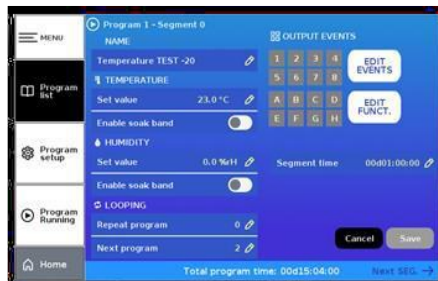 MENU
Program list
Program setup
Program Running
Home
Program 1 - Segment 0
NAME
Temperature TEST -20
TEMPERATURE
Set value 23.0 °C
Enable soak band
HUMIDITY
Set value 0.0 %rH
Enable soak band
LOOPING
Repeat program 0
Next program 2
OUTPUT EVENTS
1 2 3 4
5 6 7 8
EDIT EVENTS
A B C D
E F G H
EDIT FUNCT.
Segment time 00d01:00:00
Cancel Save
Total program time: 00d15:04:00 Next SEG. →